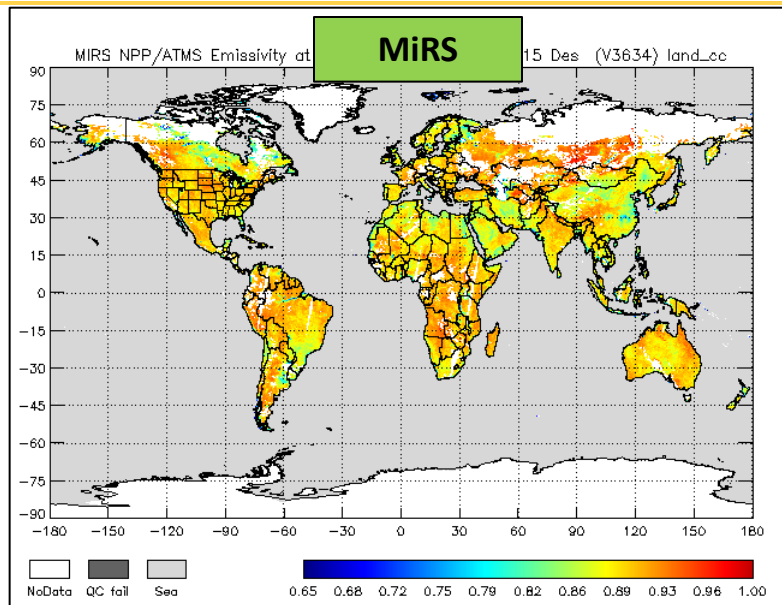 MiRS
MIRS NPP/ATMS Emissivity at 15 Des (V3634) land_cc
90
75
60
45
30
15
0
-15
-30
-45
-60
-75
-90
-180 -150 -120 -90 -60 -30 0 30 60 90 120 150 180
NoData QC fail Sea
0.65 0.68 0.72 0.75 0.79 0.82 0.86 0.89 0.93 0.96 1.00